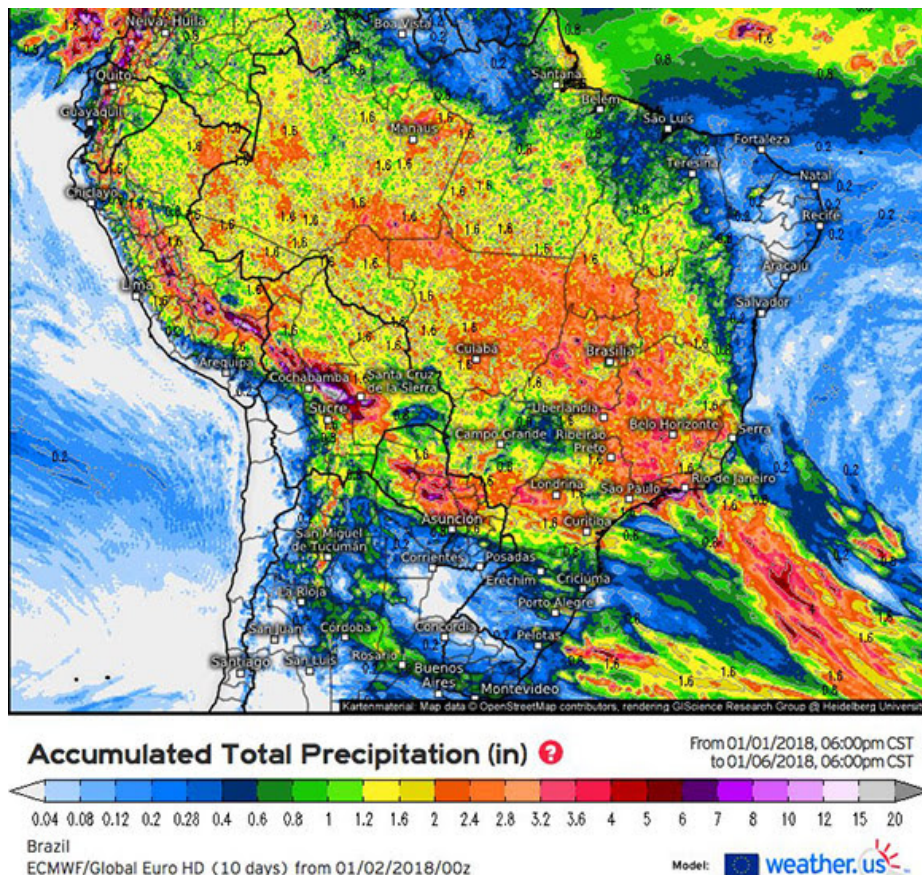 Neiva, Huila
Boa Vista
Quito
Santana
Belém
Guayaquil
São Luís
Manaus
Fortaleza
Teresina
Natal
Chiclayo
Recife
Aracaju
Lima
Salvador
Cuiabá
Brasília
Arequipa
Cochabamba
Santa Cruz
de la Sierra
Sucre
Uberlandia
Campo Grande
Ribeirao
Preto
Belo Horizonte
Serra
Londrina
São Paulo
Rio de Janeiro
Asunción
Curitiba
San Miguel
de Tucumán
Corrientes
Posadas
Erechim
Criciuma
La Rioja
Porto Alegre
San Juan
Córdoba
Concordia
Pelotas
Santiago
San Luis
Rosario
Buenos
Aires
Montevideo
Kartenmaterial: Map data © OpenStreetMap contributors, rendering GIScience Research Group @ Heidelberg Universi
Accumulated Total Precipitation (in) ?
From 01/01/2018, 06:00pm CST
to 01/06/2018, 06:00pm CST
0.04 0.08 0.12 0.2 0.28 0.4 0.6 0.8 1 1.2 1.6 2 2.4 2.8 3.2 3.6 4 5 6 7 8 10 12 15 20
Brazil
ECMWF/Global Euro HD (10 days) from 01/02/2018/00z
Model: weather.us